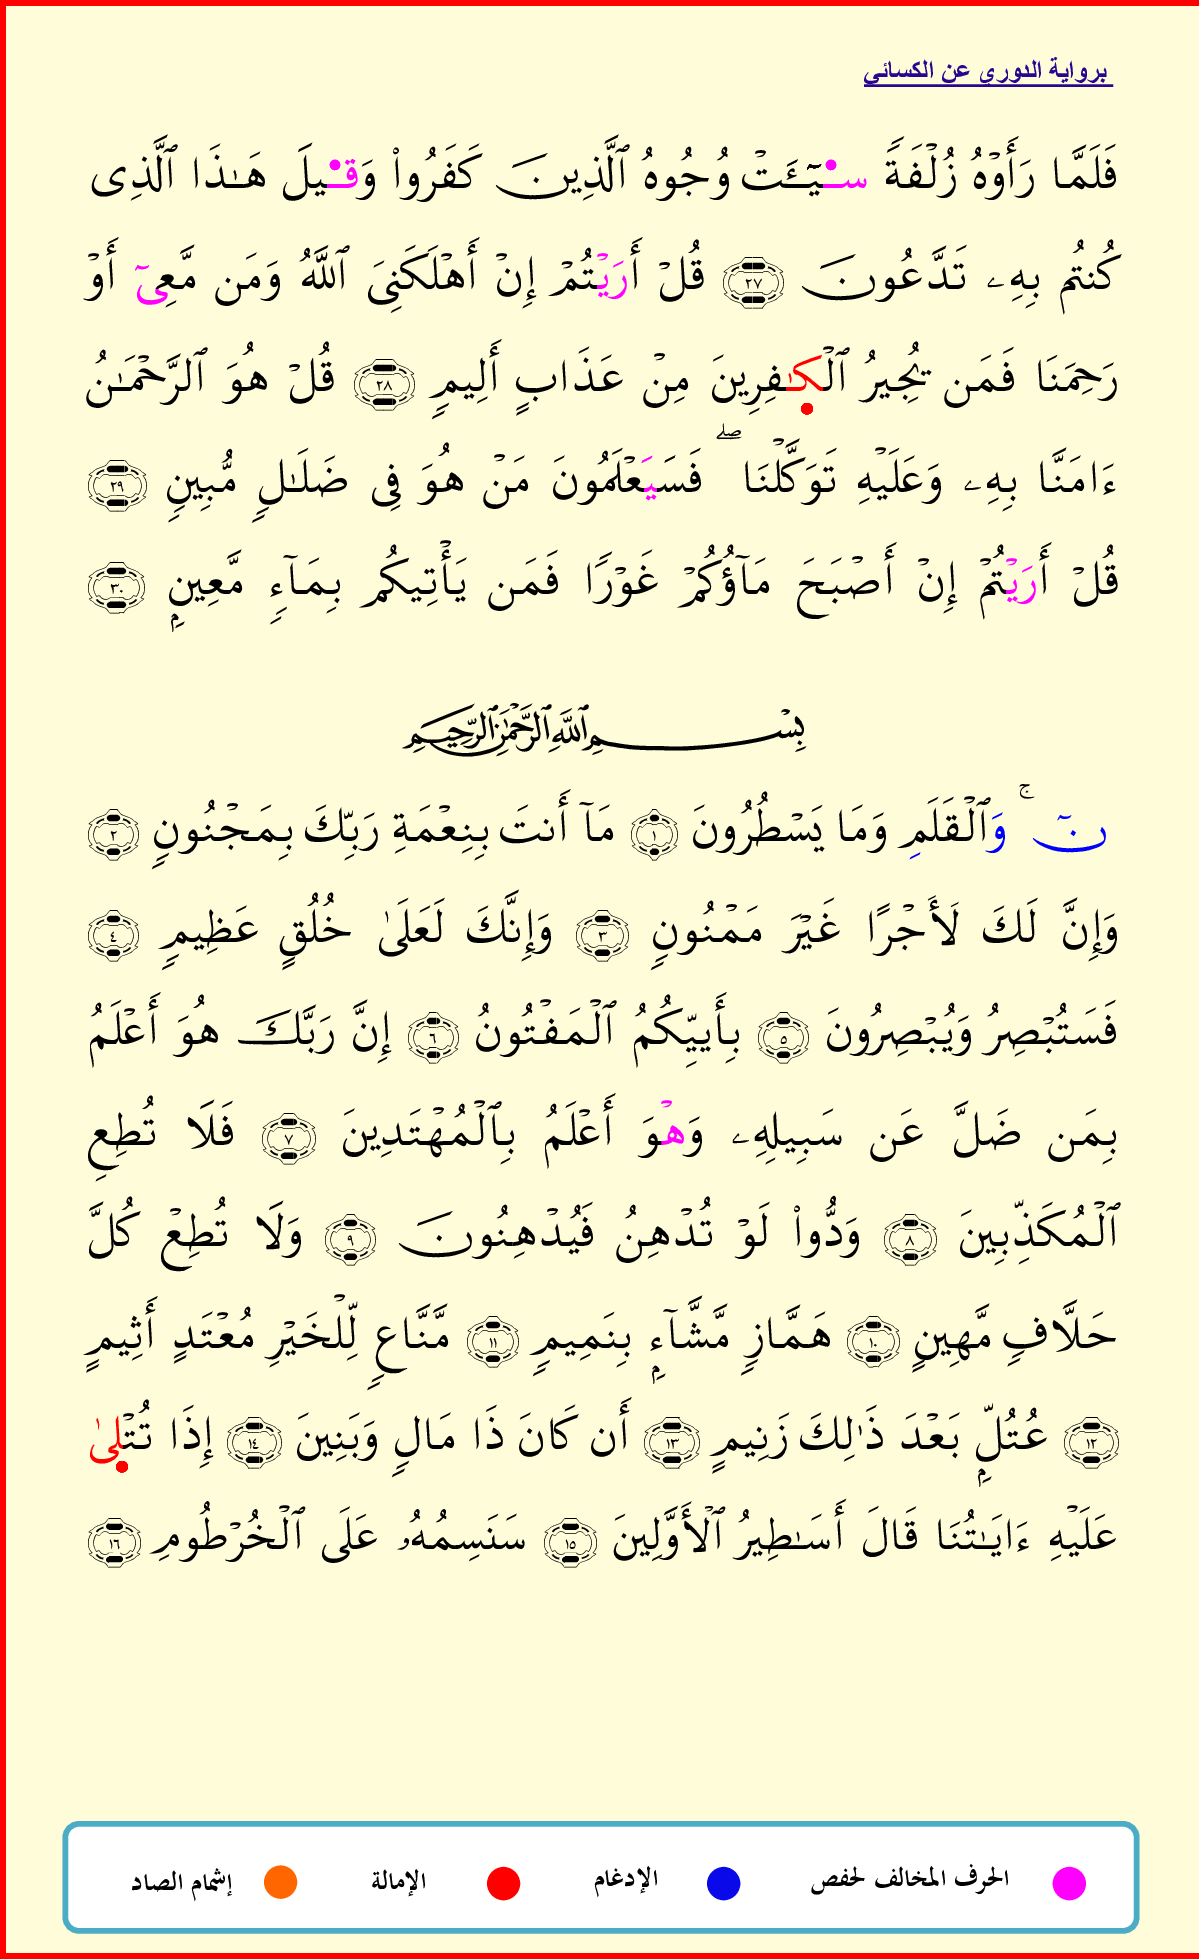 برواية الدوري عن الكسائي
فَلَمَّا رَأَوْهُ زُلْفَةً سِيٓـَٔتْ وُجُوهُ ٱلَّذِينَ كَفَرُواْ وَقِيلَ هَـٰذَا ٱلَّذِى
كُنتُم بِهِۦ تَدَّعُونَ ٢٧ قُلْ أَرَيْتُمْ إِنْ أَهْلَكَنِىَ ٱللَّهُ وَمَن مَّعِىٓ أَوْ
رَحِمَنَا فَمَن يُجِيرُ ٱلْكَـٰفِرِينَ مِنْ عَذَابٍ أَلِيمٍ ٢٨ قُلْ هُوَ ٱلرَّحْمَـٰنُ
ءَامَنَّا بِهِۦ وَعَلَيْهِ تَوَكَّلْنَا ۖ فَسَيَعْلَمُونَ مَنْ هُوَ فِى ضَلَـٰلٍ مُّبِينٍ ٢٩
قُلْ أَرَيْتُمْ إِنْ أَصْبَحَ مَآؤُكُمْ غَوْرًا فَمَن يَأْتِيكُم بِمَآءٍ مَّعِينٍۭ ٣٠
بِسْمِ ٱللَّهِ ٱلرَّحْمَـٰنِ ٱلرَّحِيمِ
نٓ ۚ وَٱلْقَلَمِ وَمَا يَسْطُرُونَ ١ مَآ أَنتَ بِنِعْمَةِ رَبِّكَ بِمَجْنُونٍ ٢
وَإِنَّ لَكَ لَأَجْرًا غَيْرَ مَمْنُونٍ ٣ وَإِنَّكَ لَعَلَىٰ خُلُقٍ عَظِيمٍ ٤
فَسَتُبْصِرُ وَيُبْصِرُونَ ٥ بِأَييِّكُمُ ٱلْمَفْتُونُ ٦ إِنَّ رَبَّكَ هُوَ أَعْلَمُ
بِمَن ضَلَّ عَن سَبِيلِهِۦ وَهْوَ أَعْلَمُ بِٱلْمُهْتَدِينَ ٧ فَلَا تُطِعِ
ٱلْمُكَذِّبِينَ ٨ وَدُّواْ لَوْ تُدْهِنُ فَيُدْهِنُونَ ٩ وَلَا تُطِعْ كُلَّ
حَلَّافٍ مَّهِينٍ ١٠ هَمَّازٍ مَّشَّآءٍۭ بِنَمِيمٍ ١١ مَّنَّاعٍ لِّلْخَيْرِ مُعْتَدٍ أَثِيمٍ
١٢ عُتُلٍّۭ بَعْدَ ذَٰلِكَ زَنِيمٍ ١٣ أَن كَانَ ذَا مَالٍ وَبَنِينَ ١٤ إِذَا تُتْلَىٰ
عَلَيْهِ ءَايَـٰتُنَا قَالَ أَسَـٰطِيرُ ٱلْأَوَّلِينَ ١٥ سَنَسِمُهُۥ عَلَى ٱلْخُرْطُومِ ١٦
الحرف المخالف لحفص الإدغام الإمالة إشمام الصاد